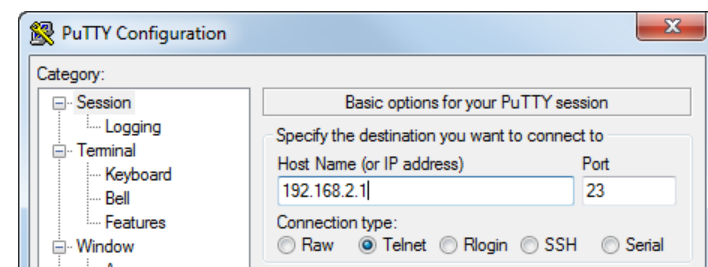 PuTTY Configuration
Category:
Session
Logging
Terminal
Keyboard
Bell
Features
Window
Basic options for your PuTTY session
Specify the destination you want to connect to
Host Name (or IP address) Port
192.168.2.1 23
Connection type:
Raw Telnet Rlogin SSH Serial